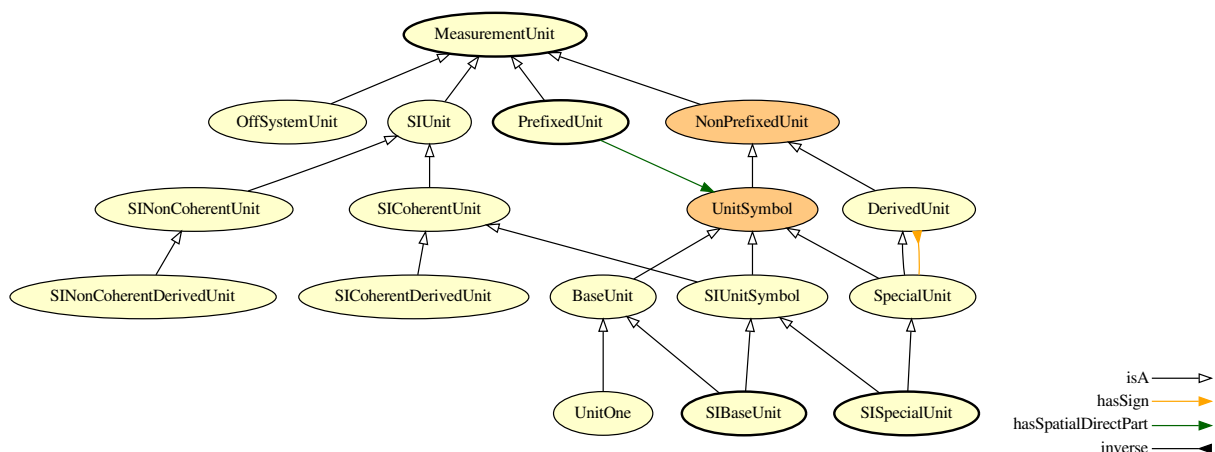 MeasurementUnit
OffSystemUnit SIUnit PrefixedUnit NonPrefixedUnit
SINonCoherentUnit SICoherentUnit UnitSymbol DerivedUnit
SINonCoherentDerivedUnit SICoherentDerivedUnit BaseUnit SIUnitSymbol SpecialUnit
UnitOne SIBaseUnit SISpecialUnit
isA
hasSign
hasSpatialDirectPart
inverse